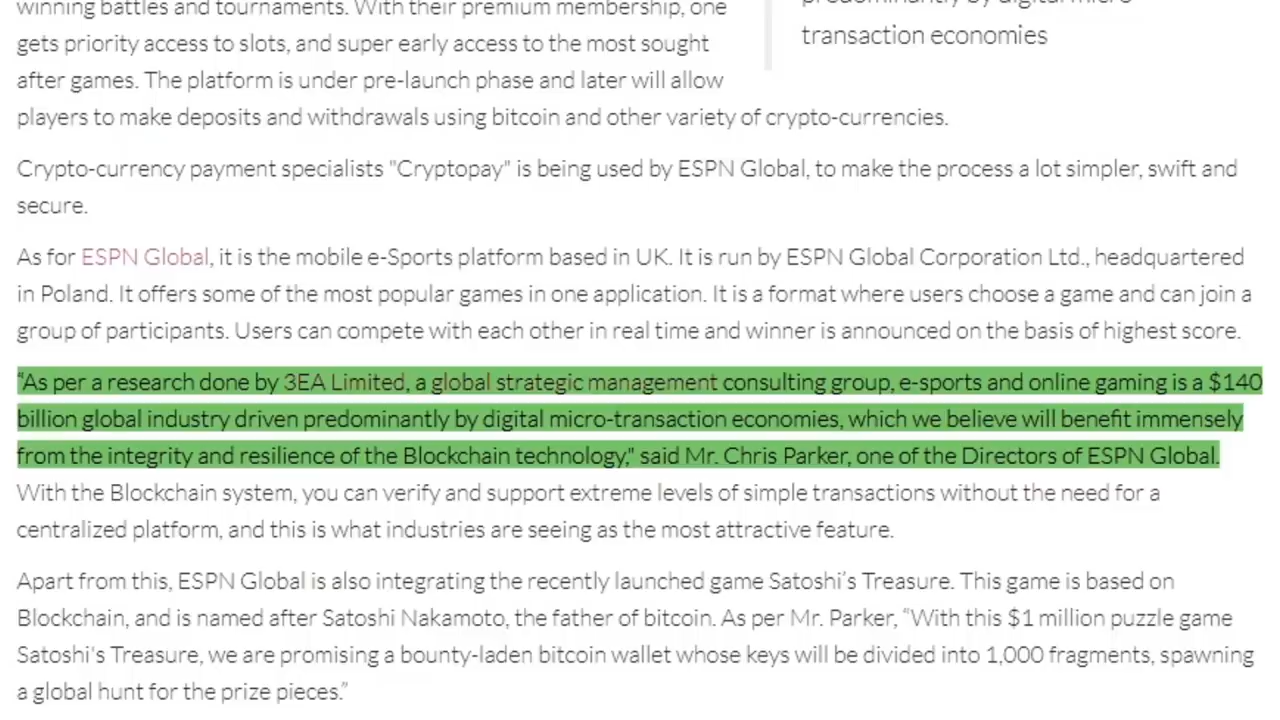 winning battles and tournaments. With their premium membership, one
gets priority access to slots, and super early access to the most sought
after games. The platform is under pre-launch phase and later will allow
players to make deposits and withdrawals using bitcoin and other variety of crypto-currencies.
predominantly by digital micro-
transaction economies
Crypto-currency payment specialists "Cryptopay" is being used by ESPN Global, to make the process a lot simpler, swift and
secure.
As for ESPN Global, it is the mobile e-Sports platform based in UK. It is run by ESPN Global Corporation Ltd., headquartered
in Poland. It offers some of the most popular games in one application. It is a format where users choose a game and can join a
group of participants. Users can compete with each other in real time and winner is announced on the basis of highest score.
“As per a research done by 3EA Limited, a global strategic management consulting group, e-sports and online gaming is a $140
billion global industry driven predominantly by digital micro-transaction economies, which we believe will benefit immensely
from the integrity and resilience of the Blockchain technology," said Mr. Chris Parker, one of the Directors of ESPN Global.
With the Blockchain system, you can verify and support extreme levels of simple transactions without the need for a
centralized platform, and this is what industries are seeing as the most attractive feature.
Apart from this, ESPN Global is also integrating the recently launched game Satoshi’s Treasure. This game is based on
Blockchain, and is named after Satoshi Nakamoto, the father of bitcoin. As per Mr. Parker, “With this $1 million puzzle game
Satoshi's Treasure, we are promising a bounty-laden bitcoin wallet whose keys will be divided into 1,000 fragments, spawning
a global hunt for the prize pieces.”